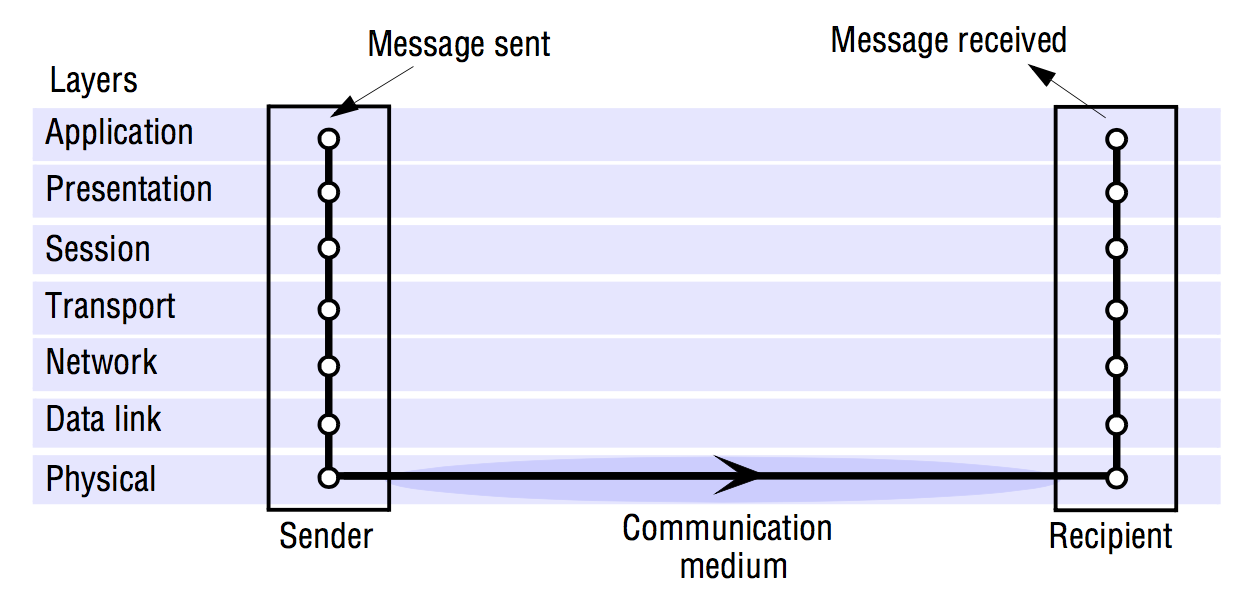 Message sent
Message received
Layers
Application
Presentation
Session
Transport
Network
Data link
Physical
Sender
Communication
medium
Recipient